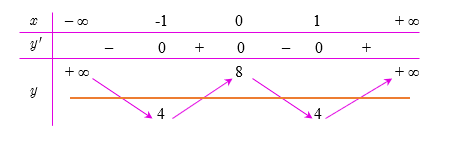 x − ∞ -1 0 1 + ∞
y′ − 0 + 0 − 0 +
+ ∞ 8 + ∞
y
4 4